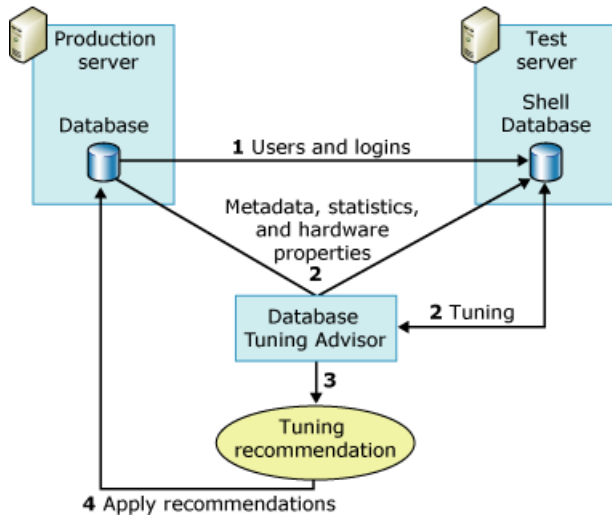 Production
server
Database
Test
server
Shell
Database
1 Users and logins
Metadata, statistics,
and hardware
properties
2
2 Tuning
Database
Tuning Advisor
3
Tuning
recommendation
4 Apply recommendations